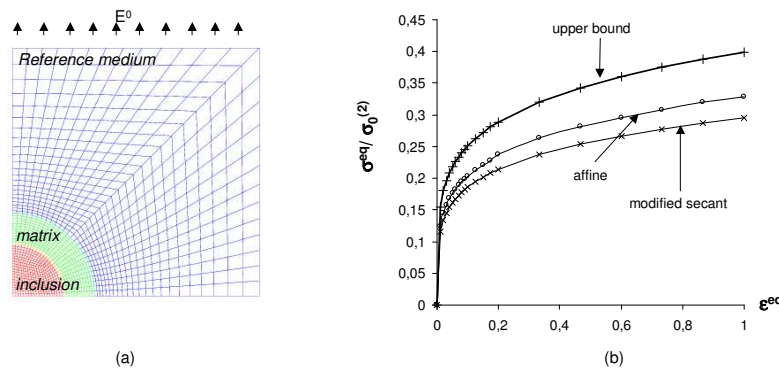 E⁰
Reference medium
matrix
inclusion
(a)
σᵉq/ σ₀⁽²⁾
0,45
0,4
0,35
0,3
0,25
0,2
0,15
0,1
0,05
0
0 0,2 0,4 0,6 0,8 1
εᵉq
upper bound
affine
modified secant
(b)